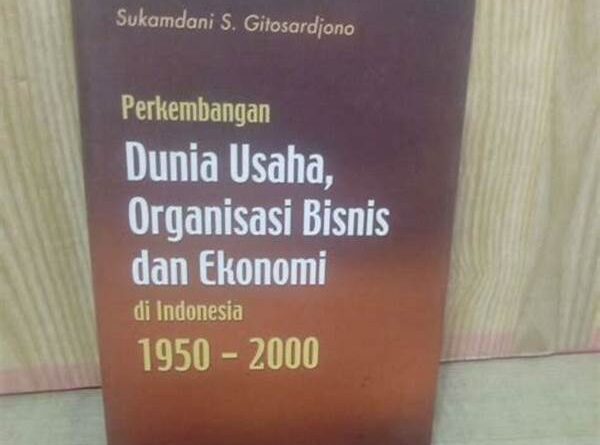 Sukamdani S. Gitosardjono
Perkembangan
Dunia Usaha,
Organisasi Bisnis
dan Ekonomi
di Indonesia
1950 - 2000